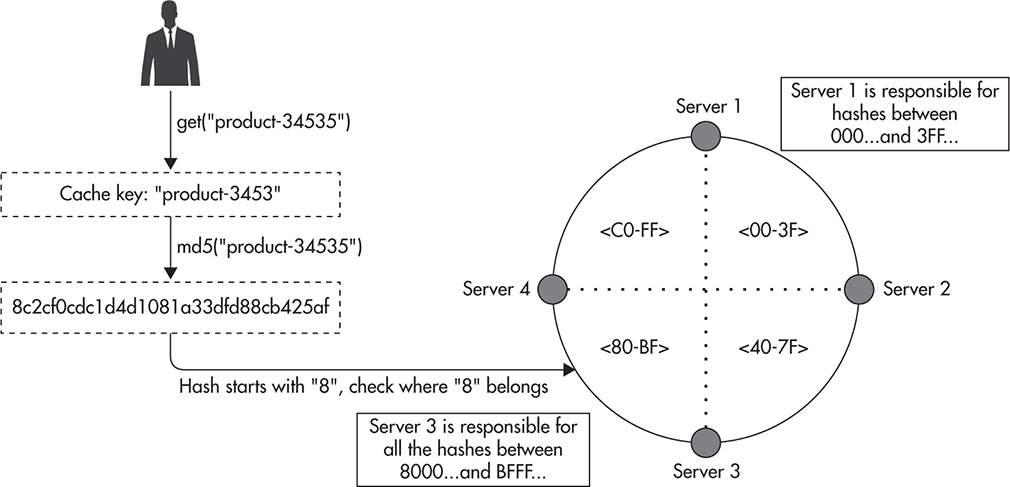 get("product-34535")
Cache key: "product-3453"
md5("product-34535")
8c2cf0cdc1d4d1081a33dfd88cb425af
Hash starts with "8", check where "8" belongs
Server 1
Server 1 is responsible for
hashes between
000...and 3FF...
<C0-FF>
<00-3F>
Server 4
Server 2
<80-BF>
<40-7F>
Server 3 is responsible for
all the hashes between
8000...and BFFF...
Server 3